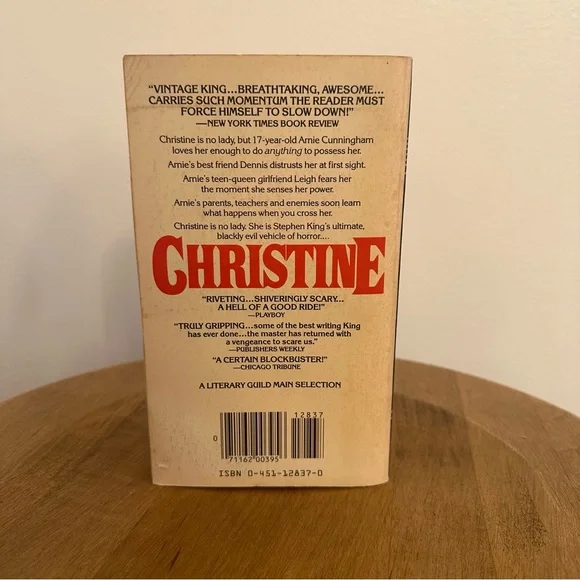 "VINTAGE KING...BREATHTAKING, AWESOME...
CARRIES SUCH MOMENTUM THE READER MUST
FORCE HIMSELF TO SLOW DOWN!"
—NEW YORK TIMES BOOK REVIEW
Christine is no lady, but 17-year-old Arnie Cunningham
loves her enough to do anything to possess her.
Arnie's best friend Dennis distrusts her at first sight.
Arnie's teen-queen girlfriend Leigh fears her
the moment she senses her power.
Arnie's parents, teachers and enemies soon learn
what happens when you cross her.
Christine is no lady. She is Stephen King's ultimate,
blackly evil vehicle of horror....
CHRISTINE
"RIVETING...SHIVERINGLY SCARY...
A HELL OF A GOOD RIDE!"
—PLAYBOY
"TRULY GRIPPING...some of the best writing King
has ever done...the master has returned with
a vengeance to scare us."
—PUBLISHERS WEEKLY
"A CERTAIN BLOCKBUSTER!"
—CHICAGO TRIBUNE
A LITERARY GUILD MAIN SELECTION
12837
0
71162 00395
ISBN 0-451-12837-0